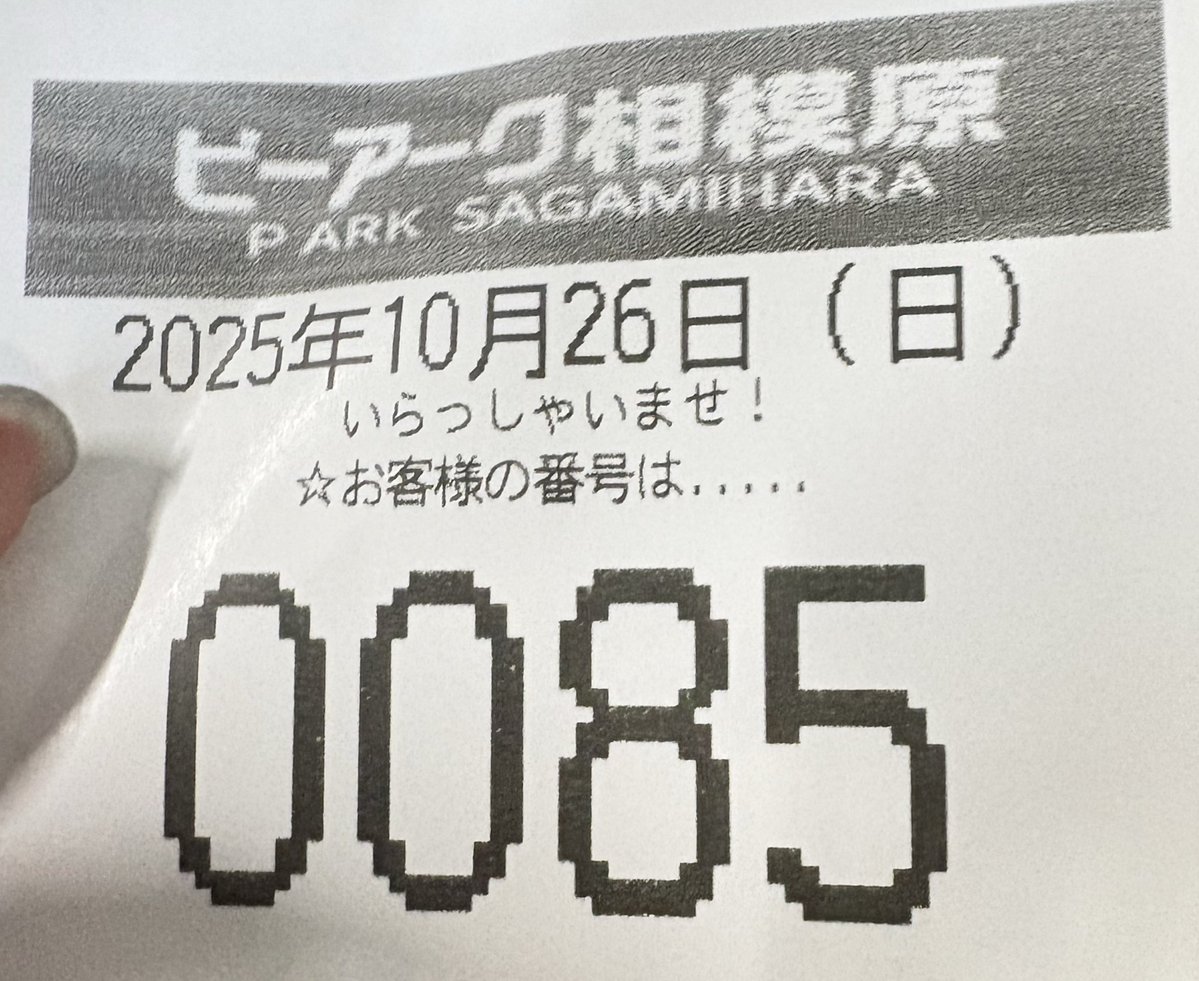 ピーアーク相模原
P ARK SAGAMIHARA
2025年10月26日（日）
いらっしゃいませ！
☆お客様の番号は.....
0085